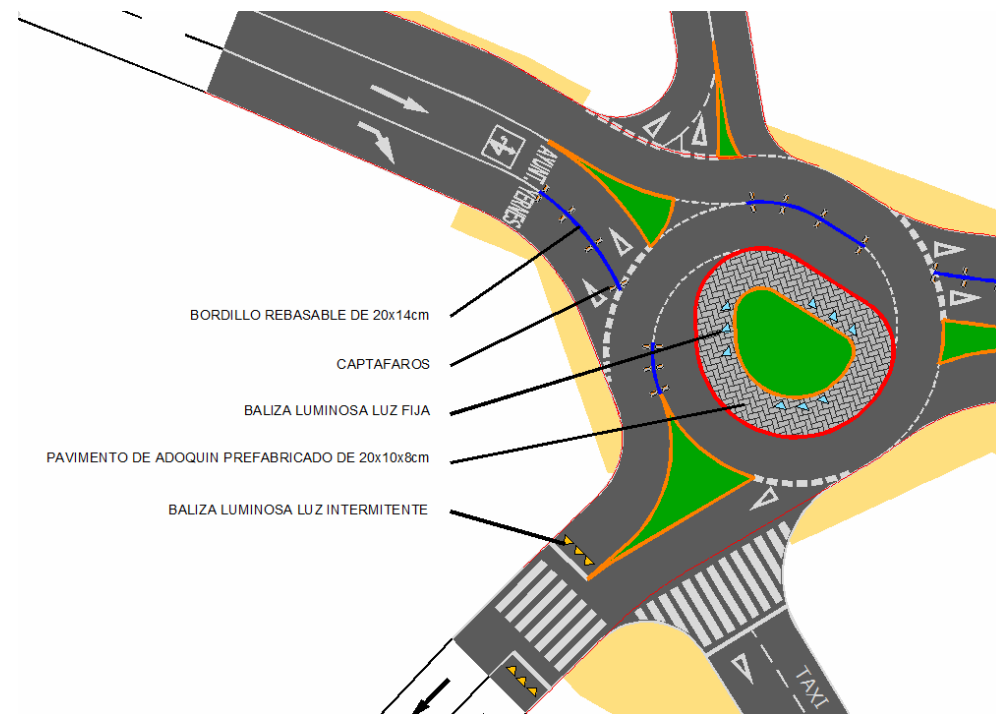 AYUNT.
YERNES
BORDILLO REBASABLE DE 20x14cm
CAPTAFAROS
BALIZA LUMINOSA LUZ FIJA
PAVIMENTO DE ADOQUIN PREFABRICADO DE 20x10x8cm
BALIZA LUMINOSA LUZ INTERMITENTE
TAXI